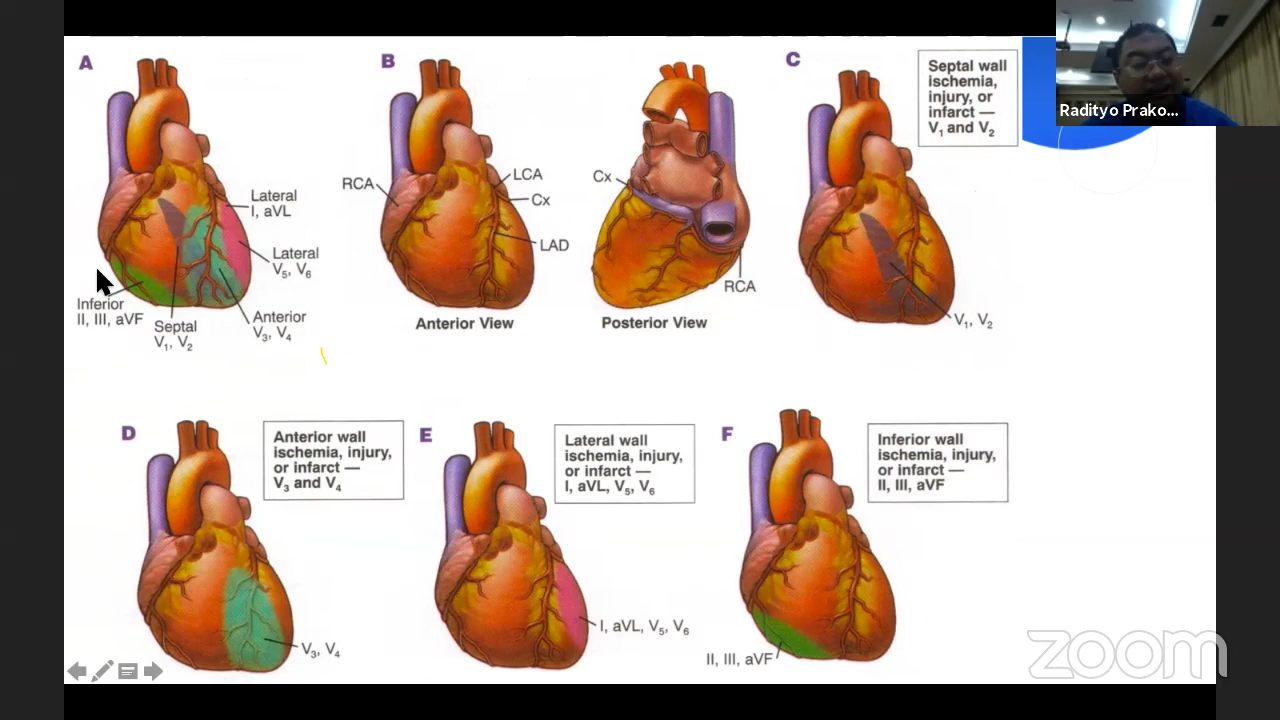 A
Lateral
I, aVL
Lateral
V₅, V₆
Inferior
II, III, aVF
Septal
V₁, V₂
Anterior
V₃, V₄
B
RCA
LCA
Cx
LAD
Anterior View
Cx
RCA
Posterior View
C
Septal wall
ischemia,
injury, or
infarct —
V₁ and V₂
V₁, V₂
Radityo Prako...
D
Anterior wall
ischemia, injury,
or infarct —
V₃ and V₄
V₃, V₄
E
Lateral wall
ischemia, injury,
or infarct —
I, aVL, V₅, V₆
I, aVL, V₅, V₆
F
Inferior wall
ischemia, injury,
or infarct —
II, III, aVF
II, III, aVF
zoom